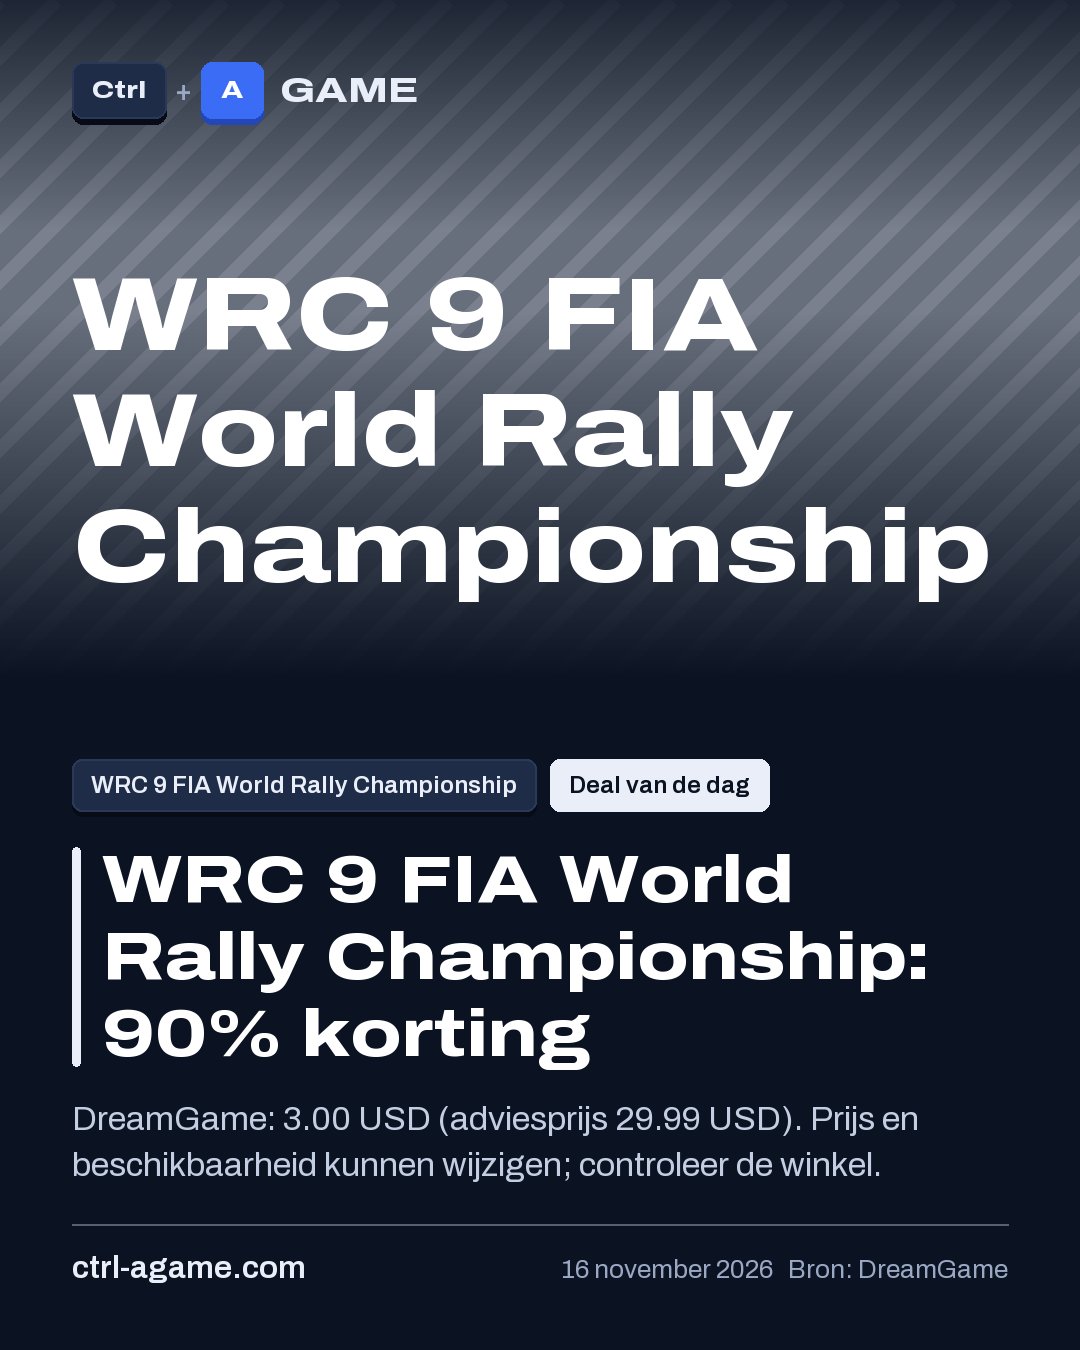 Ctrl + A GAME
WRC 9 FIA
World Rally
Championship
WRC 9 FIA World Rally Championship
Deal van de dag
WRC 9 FIA World
Rally Championship:
90% korting
DreamGame: 3.00 USD (adviesprijs 29.99 USD). Prijs en
beschikbaarheid kunnen wijzigen; controleer de winkel.
ctrl-agame.com
16 november 2026 Bron: DreamGame